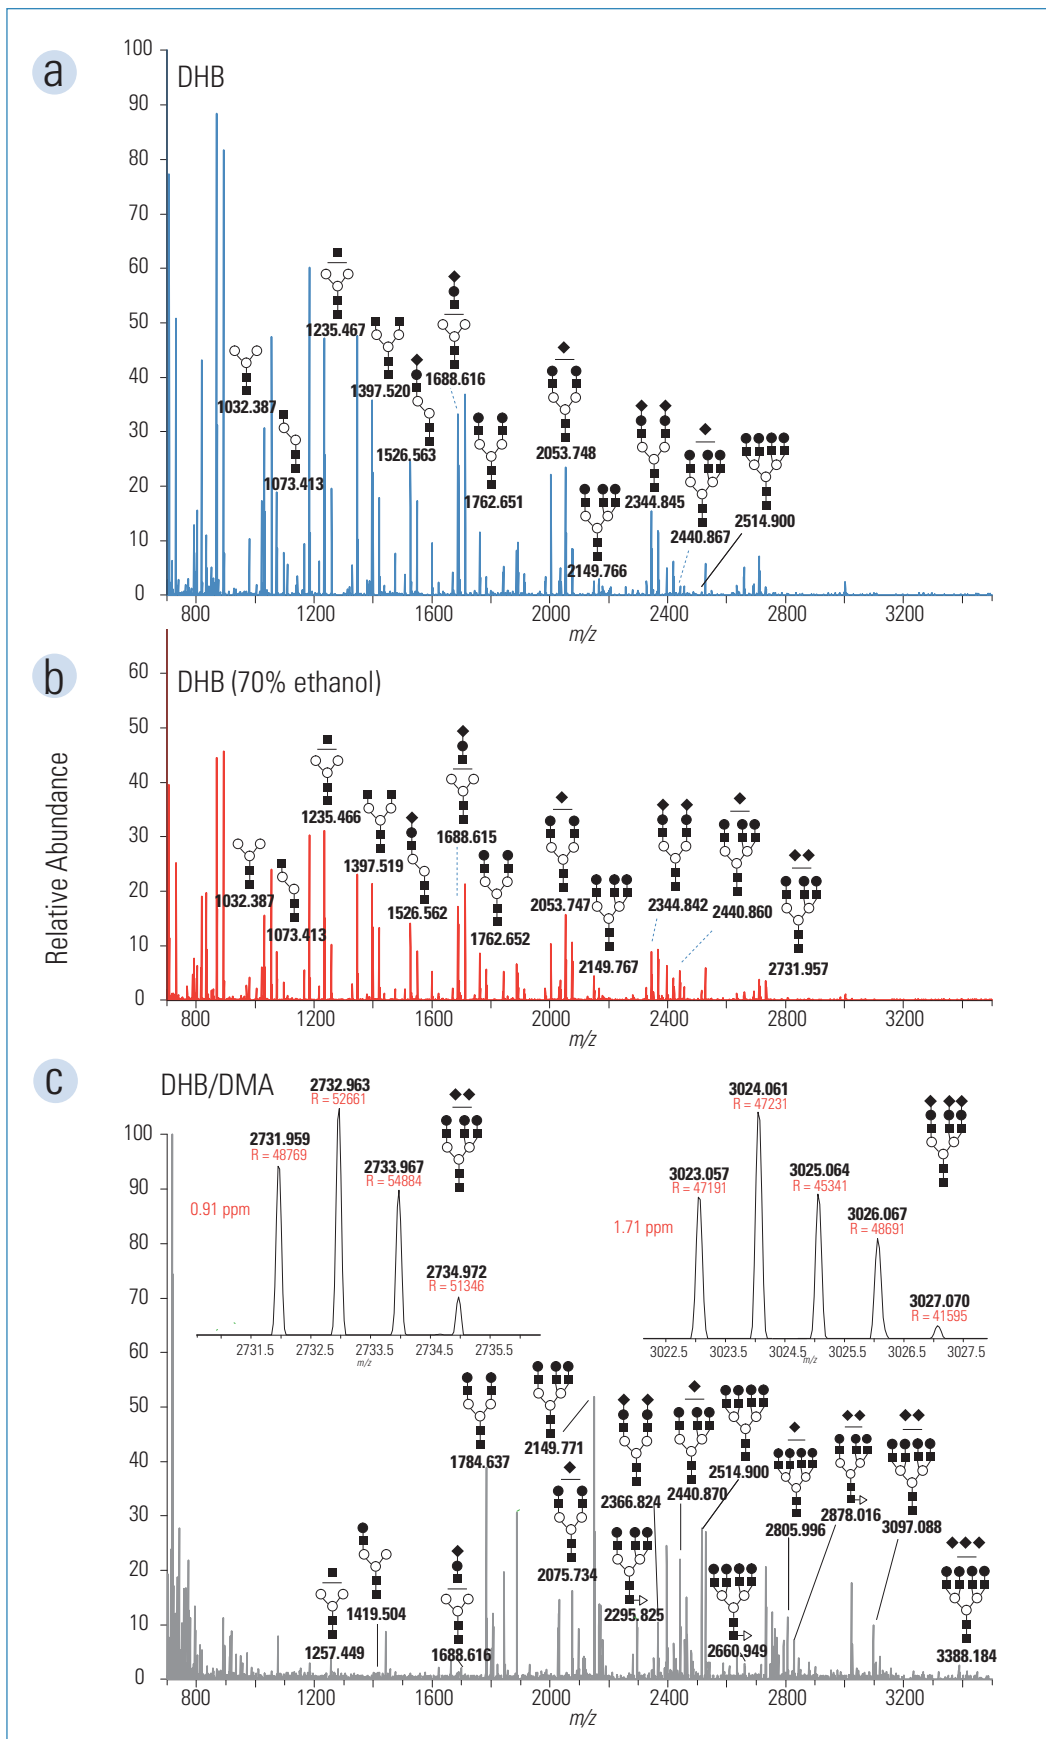 a
DHB
100
90
80
70
60
50
40
30
20
10
0
1235.467
1032.387
1073.413
1397.520
1526.563
1688.616
1762.651
2053.748
2149.766
2344.845
2440.867
2514.900
800 1200 1600 2000 2400 2800 3200
m/z
b
DHB (70% ethanol)
Relative Abundance
60
50
40
30
20
10
0
1032.387
1073.413
1235.466
1397.519
1526.562
1688.615
1762.652
2053.747
2149.767
2344.842
2440.860
2731.957
800 1200 1600 2000 2400 2800 3200
m/z
c
DHB/DMA
100
90
80
70
60
50
40
30
20
10
0
2731.959
R = 48769
2732.963
R = 52661
2733.967
R = 54884
2734.972
R = 51346
0.91 ppm
2731.5 2732.5 2733.5 2734.5 2735.5
m/z
3023.057
R = 47191
3024.061
R = 47231
3025.064
R = 45341
3026.067
R = 48691
3027.070
R = 41595
1.71 ppm
3022.5 3023.5 3024.5 3025.5 3026.5 3027.5
m/z
1257.449
1419.504
1688.616
1784.637
2149.771
2075.734
2366.824
2295.825
2440.870
2514.900
2660.949
2805.996
2878.016
3097.088
3388.184
800 1200 1600 2000 2400 2800 3200
m/z